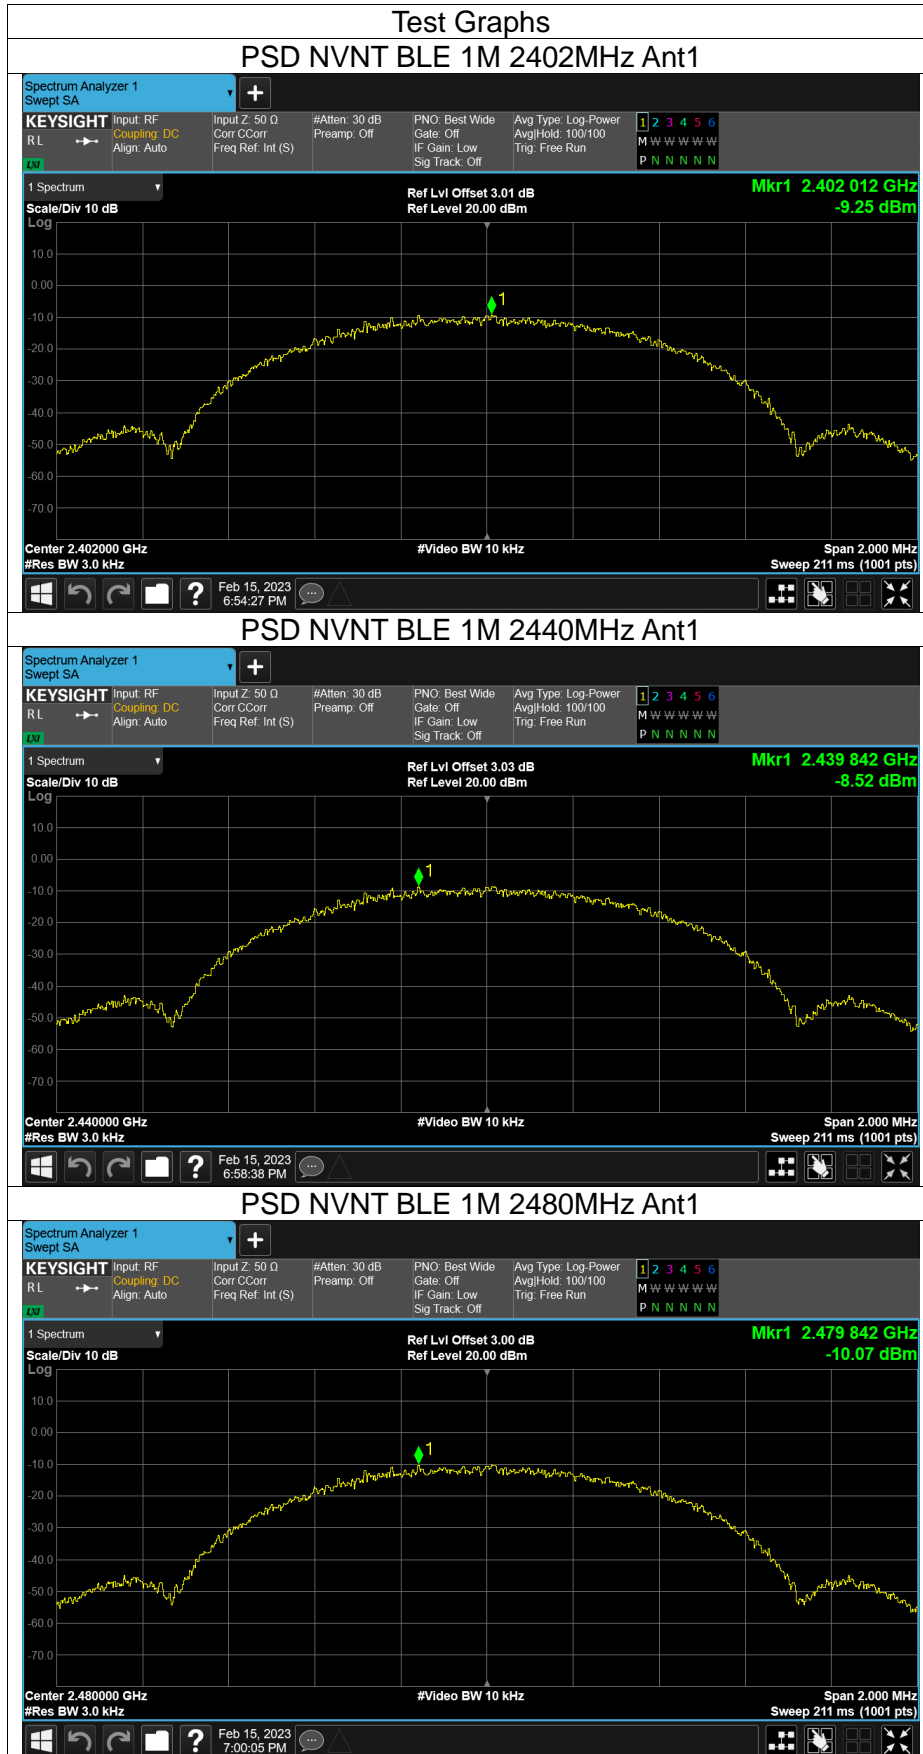 Test Graphs
PSD NVNT BLE 1M 2402MHz Ant1
Spectrum Analyzer 1
Swept SA
+
KEYSIGHT Input: RF Input Z: 50 Ω #Atten: 30 dB PNO: Best Wide Avg Type: Log-Power 1 2 3 4 5 6
R L Coupling: DC Corr CCorr Preamp: Off Gate: Off Avg|Hold: 100/100 M W W W W W
Align: Auto Freq Ref: Int (S) IF Gain: Low Trig: Free Run
LXI Sig Track: Off P N N N N N
1 Spectrum Ref Lvl Offset 3.01 dB Mkr1 2.402 012 GHz
Scale/Div 10 dB Ref Level 20.00 dBm -9.25 dBm
Log
10.0
0.00
1
-10.0
-20.0
-30.0
-40.0
-50.0
-60.0
-70.0
Center 2.402000 GHz #Video BW 10 kHz Span 2.000 MHz
#Res BW 3.0 kHz Sweep 211 ms (1001 pts)
? Feb 15, 2023
6:54:27 PM
PSD NVNT BLE 1M 2440MHz Ant1
Spectrum Analyzer 1
Swept SA
+
KEYSIGHT Input: RF Input Z: 50 Ω #Atten: 30 dB PNO: Best Wide Avg Type: Log-Power 1 2 3 4 5 6
R L Coupling: DC Corr CCorr Preamp: Off Gate: Off Avg|Hold: 100/100 M W W W W W
Align: Auto Freq Ref: Int (S) IF Gain: Low Trig: Free Run
LXI Sig Track: Off P N N N N N
1 Spectrum Ref Lvl Offset 3.03 dB Mkr1 2.439 842 GHz
Scale/Div 10 dB Ref Level 20.00 dBm -8.52 dBm
Log
10.0
0.00
1
-10.0
-20.0
-30.0
-40.0
-50.0
-60.0
-70.0
Center 2.440000 GHz #Video BW 10 kHz Span 2.000 MHz
#Res BW 3.0 kHz Sweep 211 ms (1001 pts)
? Feb 15, 2023
6:58:38 PM
PSD NVNT BLE 1M 2480MHz Ant1
Spectrum Analyzer 1
Swept SA
+
KEYSIGHT Input: RF Input Z: 50 Ω #Atten: 30 dB PNO: Best Wide Avg Type: Log-Power 1 2 3 4 5 6
R L Coupling: DC Corr CCorr Preamp: Off Gate: Off Avg|Hold: 100/100 M W W W W W
Align: Auto Freq Ref: Int (S) IF Gain: Low Trig: Free Run
LXI Sig Track: Off P N N N N N
1 Spectrum Ref Lvl Offset 3.00 dB Mkr1 2.479 842 GHz
Scale/Div 10 dB Ref Level 20.00 dBm -10.07 dBm
Log
10.0
0.00
1
-10.0
-20.0
-30.0
-40.0
-50.0
-60.0
-70.0
Center 2.480000 GHz #Video BW 10 kHz Span 2.000 MHz
#Res BW 3.0 kHz Sweep 211 ms (1001 pts)
? Feb 15, 2023
7:00:05 PM